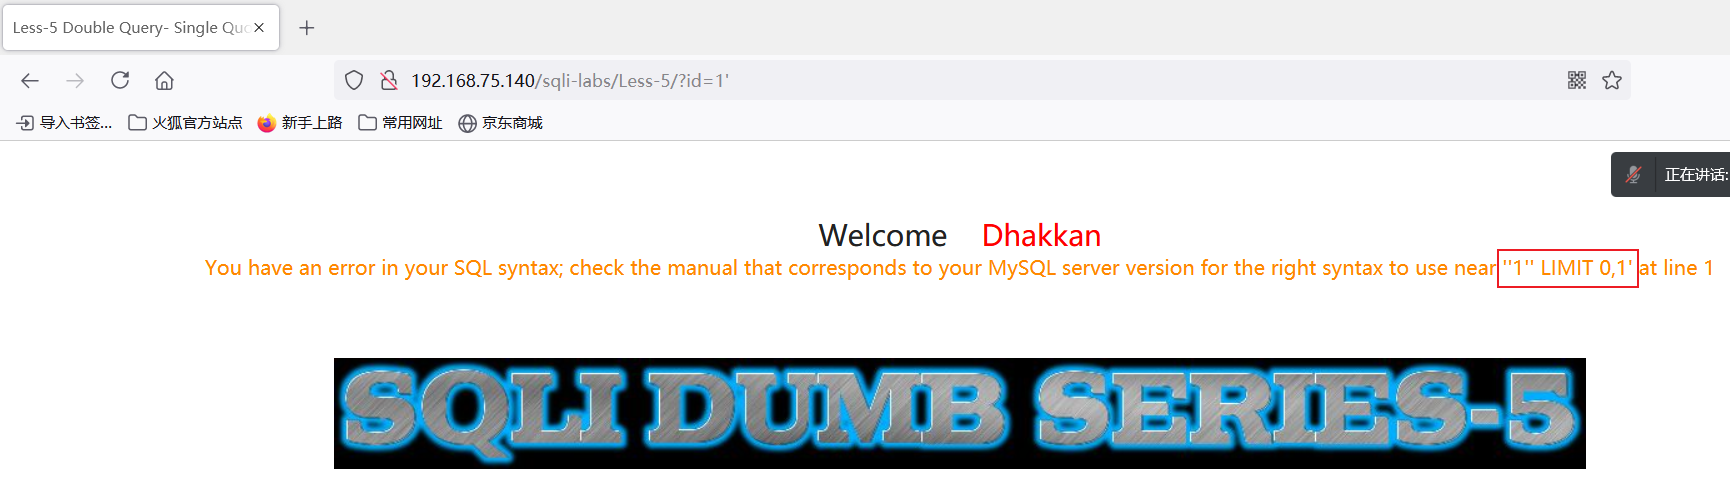 Less-5 Double Query- Single Quo
192.168.75.140/sqli-labs/Less-5/?id=1'
导入书签... 火狐官方站点 新手上路 常用网址 京东商城
正在讲话:
Welcome Dhakkan
You have an error in your SQL syntax; check the manual that corresponds to your MySQL server version for the right syntax to use near ''1'' LIMIT 0,1' at line 1
SQLI DUMB SERIES-5